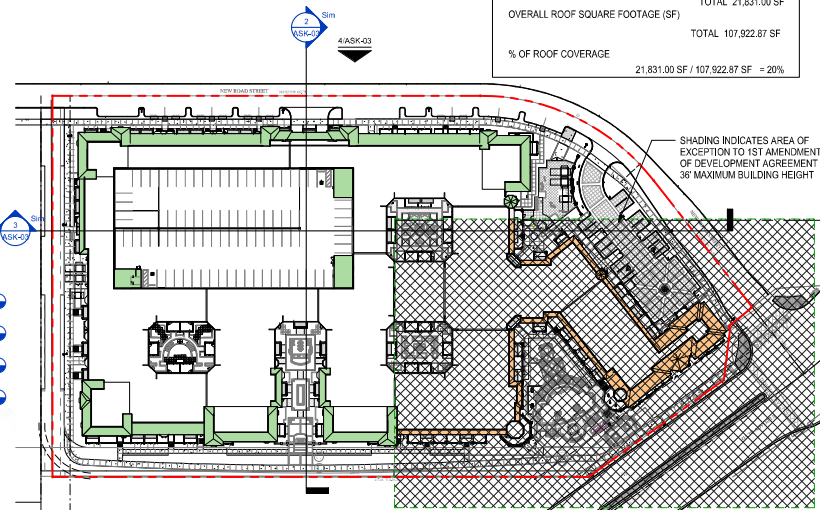 TOTAL 21,831.00 SF
OVERALL ROOF SQUARE FOOTAGE (SF)
TOTAL 107,922.87 SF
% OF ROOF COVERAGE
21,831.00 SF / 107,922.87 SF = 20%
2
Sim
ASK-03
4/ASK-03
NEW ROAD STREET
SHADING INDICATES AREA OF
EXCEPTION TO 1ST AMENDMENT
OF DEVELOPMENT AGREEMENT
36' MAXIMUM BUILDING HEIGHT
3
Sim
ASK-03